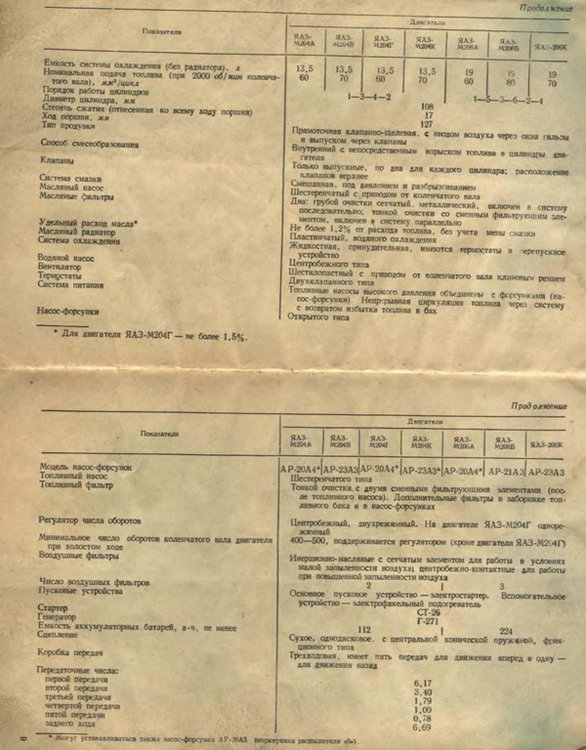 Продолжение
Показатели
Двигатели
ЯАЗ-М204А ЯАЗ-М204В ЯАЗ-М204Г ЯАЗ-М204К ЯАЗ-М206А ЯАЗ-М206Б ЯАЗ-206К
Емкость системы охлаждения (без радиатора), л 13,5 13,5 13,5 13,5 19 19 19
Номинальная подача топлива (при 2000 об/мин коленча-
того вала), мм³/цикл 60 70 60 70 60 80 70
Порядок работы цилиндров 1—3—4—2 1—5—3—6—2—4
Диаметр цилиндра, мм 108
Степень сжатия (отнесенная ко всему ходу поршня) 17
Ход поршня, мм 127
Тип продувки Прямоточная клапанно-щелевая, с вводом воздуха через окна гильзы
и выпуском через клапаны
Способ смесеобразования Внутренний с непосредственным впрыском топлива в цилиндры дви-
гателя
Клапаны Только выпускные, по два для каждого цилиндра; расположение
клапанов верхнее
Система смазки Смешанная, под давлением и разбрызгиванием
Масляный насос Шестеренчатый с приводом от коленчатого вала
Масляные фильтры Два: грубой очистки сетчатый, металлический, включен в систему
последовательно; тонкой очистки со сменным фильтрующим эле-
ментом, включен в систему параллельно
Удельный расход масла* Не более 1,2% от расхода топлива, без учета мены смазки
Масляный радиатор Пластинчатый, водяного охлаждения
Система охлаждения Жидкостная, принудительная, имеются термостаты и перепускное
устройство
Водяной насос Центробежного типа
Вентилятор Шестилопастный с приводом от коленчатого вала клиновым ремнем
Термостаты Двухклапанного типа
Система питания Топливные насосы высокого давления объединены с форсунками (на-
сос-форсунки). Непрерывная циркуляция топлива через систему
с возвратом избытка топлива в бак
Насос-форсунки Открытого типа
* Для двигателя ЯАЗ-М204Г — не более 1,5%.
Продолжение
Показатели
Двигатели
ЯАЗ-М204А ЯАЗ-М204В ЯАЗ-М204Г ЯАЗ-М204К ЯАЗ-М206А ЯАЗ-М206Б ЯАЗ-206К
Модель насос-форсунок АР-20А4* АР-23А3 АР-20А4* АР-23А3* АР-20А4* АР-21А3 АР-23А3
Топливный насос Шестеренчатого типа
Топливный фильтр Тонкой очистки с двумя сменными фильтрующими элементами (пос-
ле топливного насоса). Дополнительные фильтры в заборнике топ-
ливного бака и в насос-форсунках
Регулятор числа оборотов Центробежный, двухрежимный. На двигателе ЯАЗ-М204Г одноре-
жимный
Минимальное число оборотов коленчатого вала двигателя 400—500, поддерживается регулятором (кроме двигателя ЯАЗ-М204Г)
при холостом ходе
Воздушные фильтры Инерционно-масляные с сетчатым элементом для работы в условиях
малой запыленности воздуха; центробежно-контактные для работы
при повышенной запыленности воздуха
Число воздушных фильтров 2 3
Пусковые устройства Основное пусковое устройство — электростартер. Вспомогательное
устройство — электрофакельный подогреватель
Стартер СТ-26
Генератор Г-271
Емкость аккумуляторных батарей, а-ч, не менее 112 224
Сцепление Сухое, однодисковое, с центральной конической пружиной, фрик-
ционного типа
Коробка передач Трехходовая, имеет пять передач для движения вперед и одну —
для движения назад
Передаточные числа:
первой передачи 6,17
второй передачи 3,40
третьей передачи 1,79
четвертой передачи 1,00
пятой передачи 0,78
заднего хода 6,69
* Могут устанавливаться также насос-форсунки АР-20А3 (маркировка распылителя «6»).